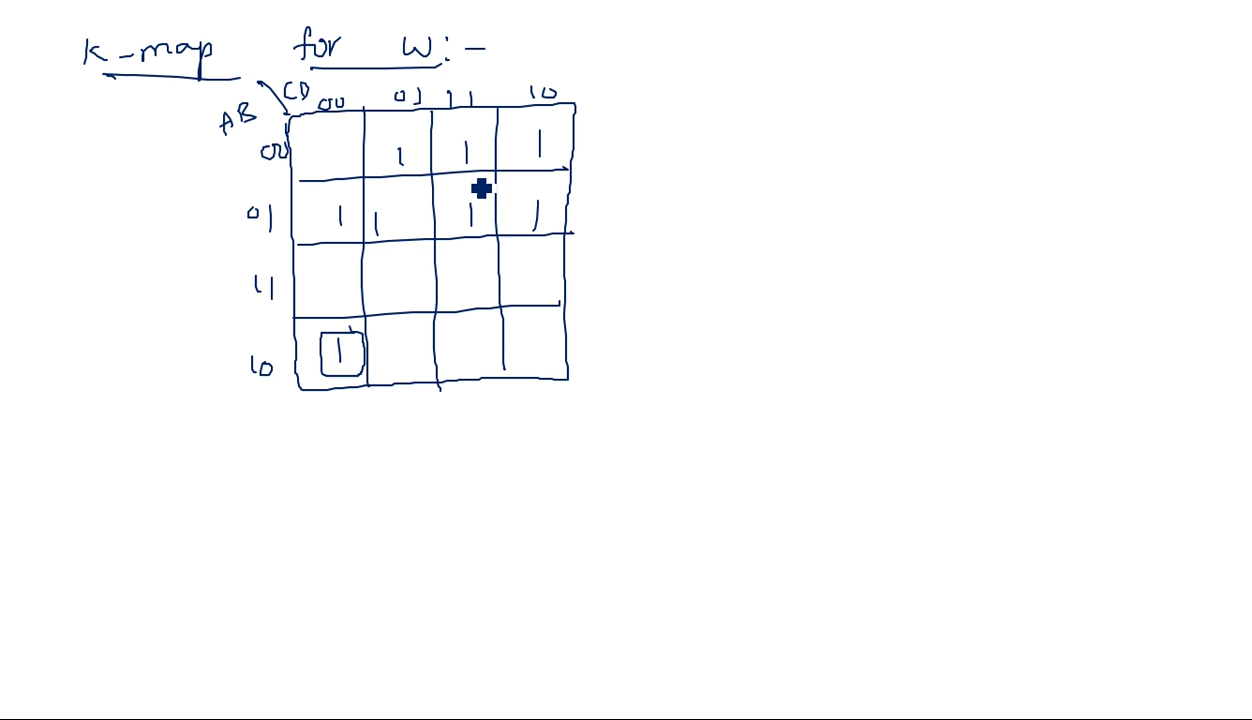 K-map for W:-
CD 00 01 11 10
AB
00 1 1 1
01 1 1 1 1
11
10 1